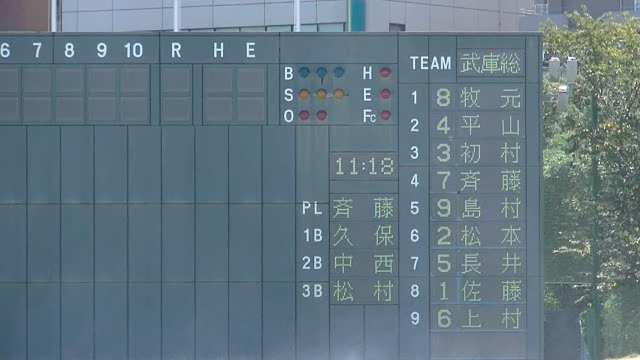 6 7 8 9 10 R H E
B H
S E
O Fc
11:18
PL 斉藤
1B 久保
2B 中西
3B 松村
TEAM 武庫総
1 8 牧元
2 4 平山
3 3 初村
4 7 斉藤
5 9 島村
6 2 松本
7 5 長井
8 1 佐藤
9 6 上村